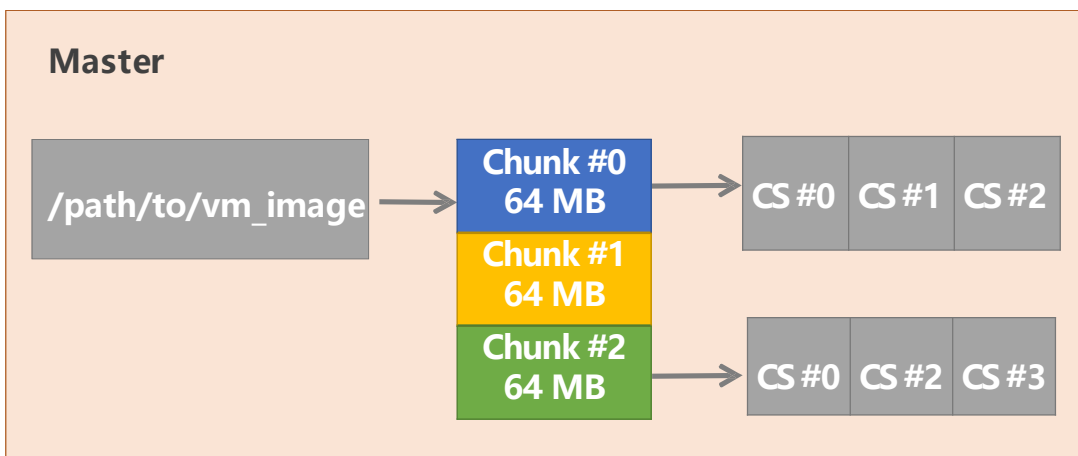 Master
/path/to/vm_image
Chunk #0
64 MB
CS #0 CS #1 CS #2
Chunk #1
64 MB
Chunk #2
64 MB
CS #0 CS #2 CS #3